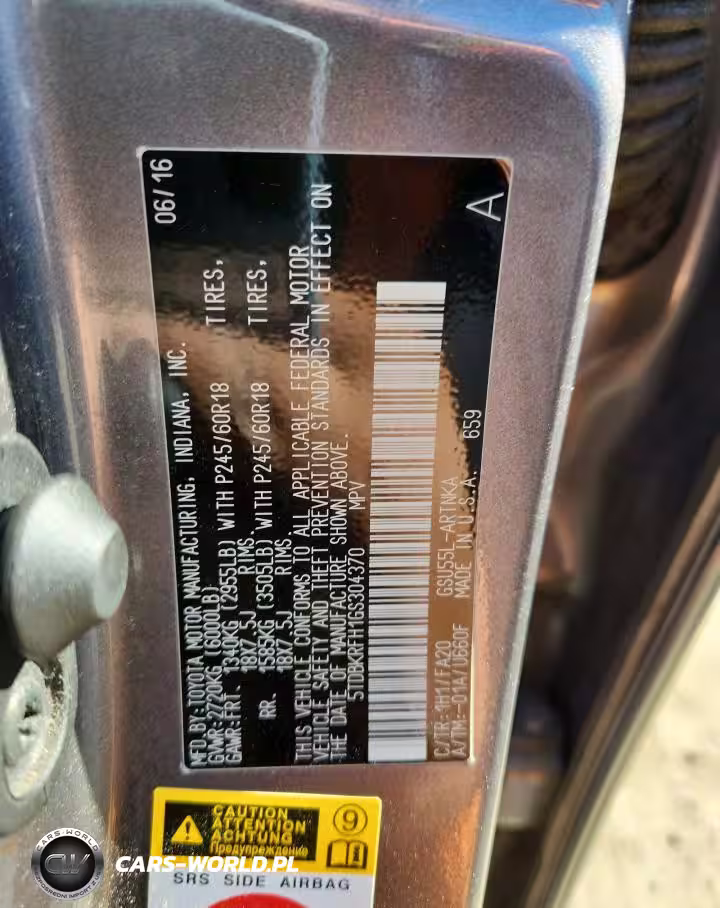 06/16
MFD BY: TOYOTA MOTOR MANUFACTURING, INDIANA, INC.
GVWR: 2720KG (6000LB)
GAWR: FRT. 1340KG (2955LB) WITH P245/60R18 TIRES,
18X7.5J RIMS.
RR. 1585KG (3505LB) WITH P245/60R18 TIRES,
18X7.5J RIMS.
THIS VEHICLE CONFORMS TO ALL APPLICABLE FEDERAL MOTOR
VEHICLE SAFETY AND THEFT PREVENTION STANDARDS IN EFFECT ON
THE DATE OF MANUFACTURE SHOWN ABOVE.
5TDBKRFH1GS304370 MPV
C/TR: 1H1/FA20 GSU55L-ARTNKA
A/TM:-01A/U660F MADE IN U.S.A. 659
A
CAUTION
ATTENTION
ACHTUNG
Предупреждение
9
SRS SIDE AIRBAG
CARS-WORLD
CW
CARS-WORLD.PL